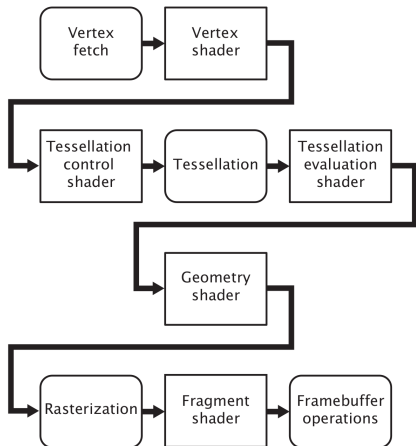 Vertex
fetch
Vertex
shader
Tessellation
control
shader
Tessellation
Tessellation
evaluation
shader
Geometry
shader
Rasterization
Fragment
shader
Framebuffer
operations